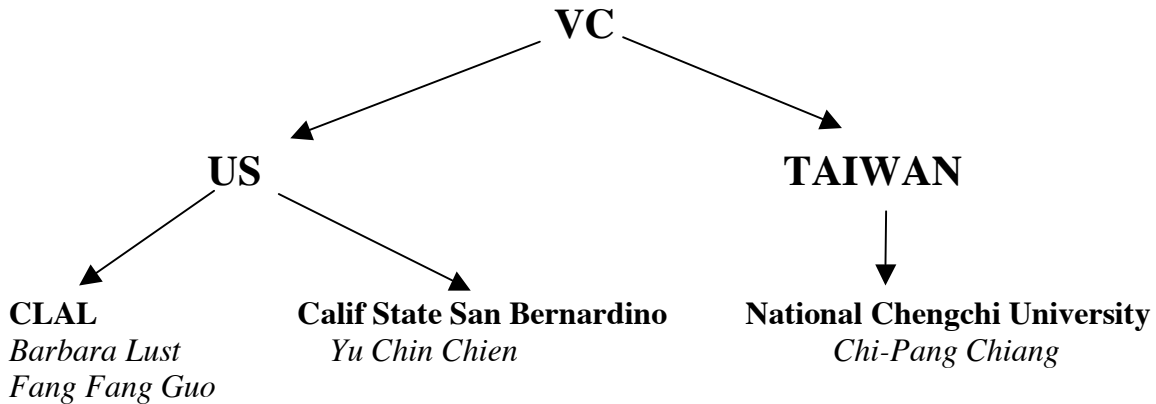 VC
US
TAIWAN
CLAL
Barbara Lust
Fang Fang Guo
Calif State San Bernardino
Yu Chin Chien
National Chengchi University
Chi-Pang Chiang